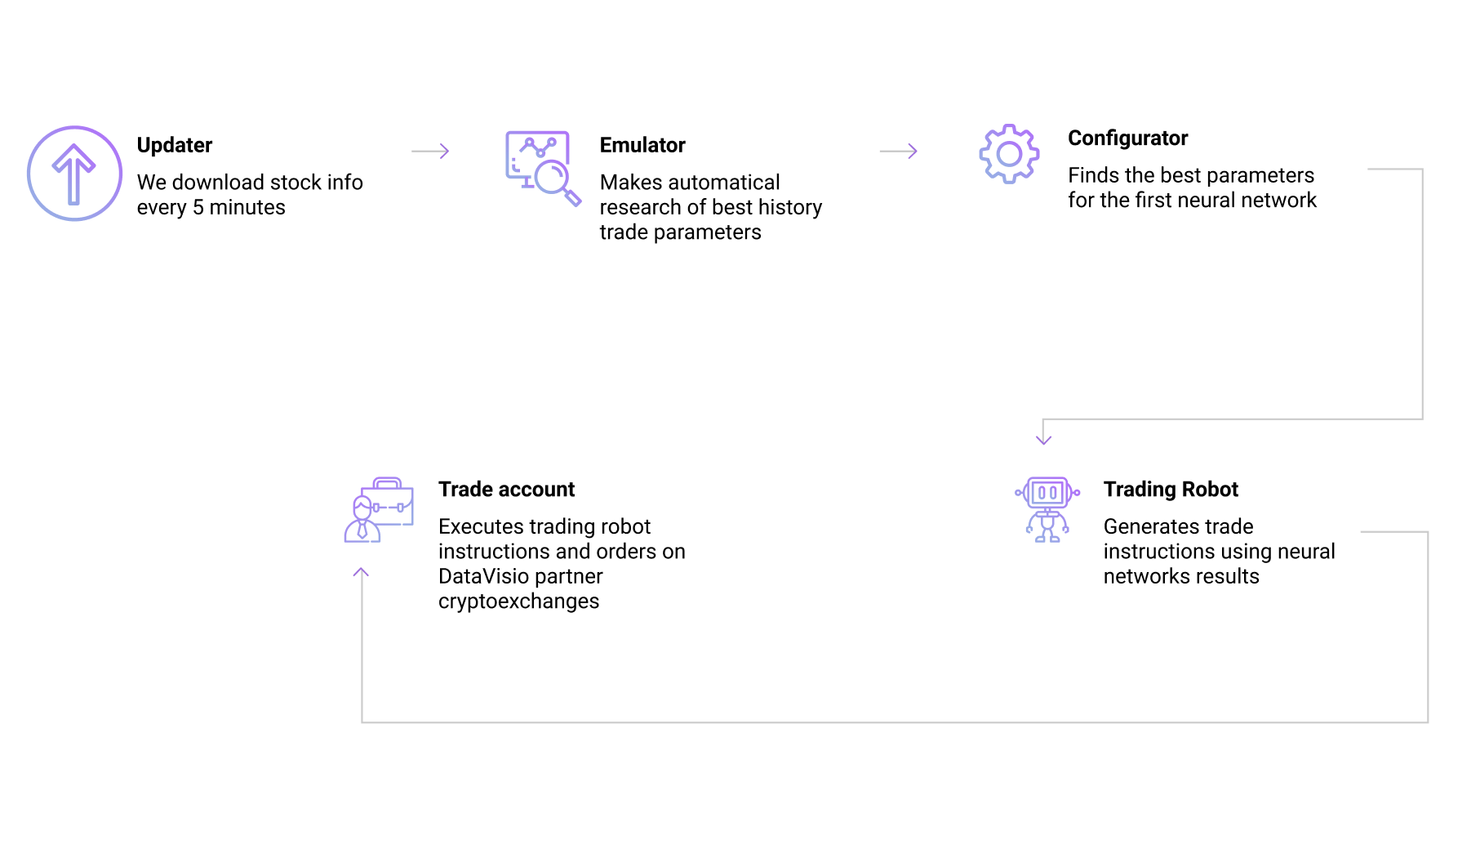 Updater
We download stock info
every 5 minutes
Emulator
Makes automatical
research of best history
trade parameters
Configurator
Finds the best parameters
for the first neural network
Trade account
Executes trading robot
instructions and orders on
DataVisio partner
cryptoexchanges
Trading Robot
Generates trade
instructions using neural
networks results